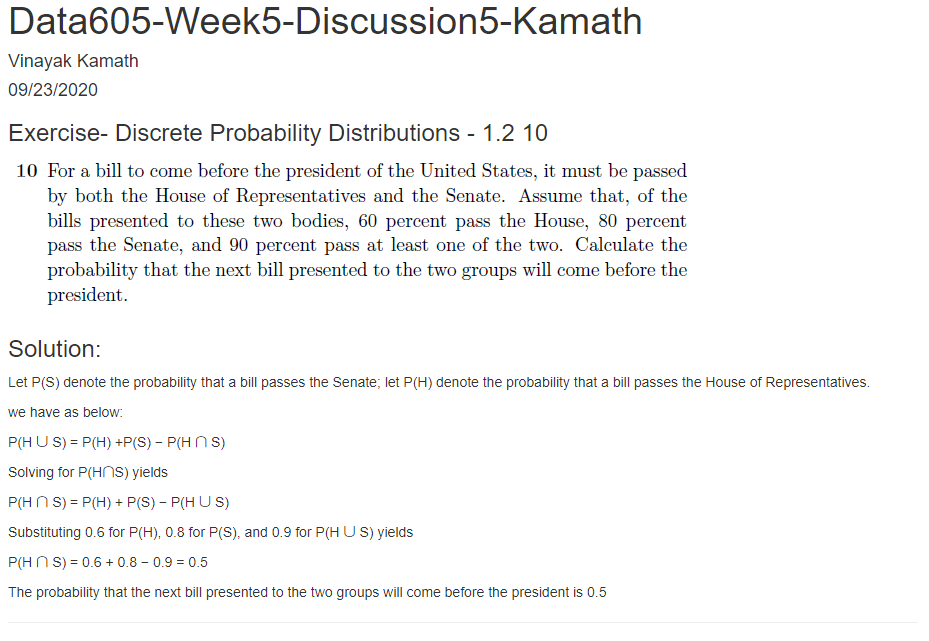 Data605-Week5-Discussion5-Kamath
Vinayak Kamath
09/23/2020
Exercise- Discrete Probability Distributions - 1.2 10
10 For a bill to come before the president of the United States, it must be passed
by both the House of Representatives and the Senate. Assume that, of the
bills presented to these two bodies, 60 percent pass the House, 80 percent
pass the Senate, and 90 percent pass at least one of the two. Calculate the
probability that the next bill presented to the two groups will come before the
president.
Solution:
Let P(S) denote the probability that a bill passes the Senate; let P(H) denote the probability that a bill passes the House of Representatives.
we have as below:
P(H ⋃ S) = P(H) +P(S) − P(H ⋂ S)
Solving for P(H⋂S) yields
P(H ⋂ S) = P(H) + P(S) − P(H ⋃ S)
Substituting 0.6 for P(H), 0.8 for P(S), and 0.9 for P(H ⋃ S) yields
P(H ⋂ S) = 0.6 + 0.8 − 0.9 = 0.5
The probability that the next bill presented to the two groups will come before the president is 0.5